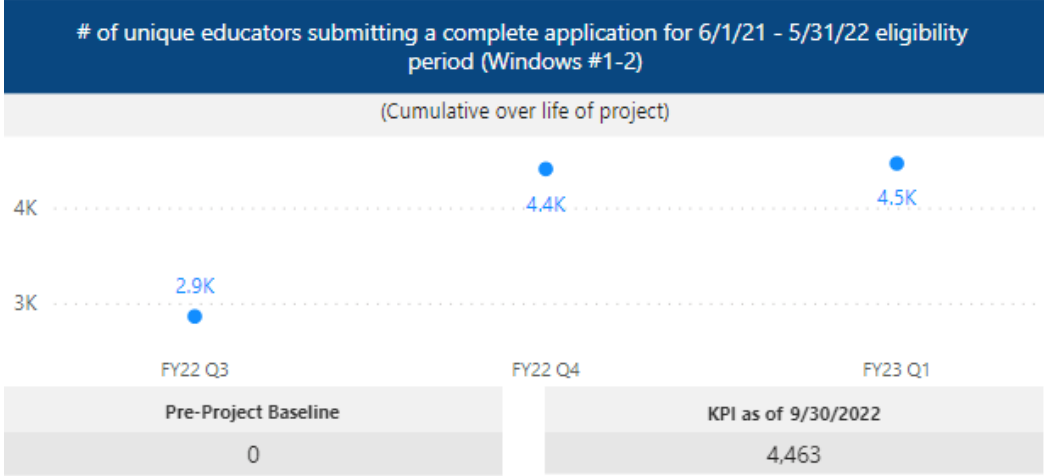 # of unique educators submitting a complete application for 6/1/21 - 5/31/22 eligibility
period (Windows #1-2)
(Cumulative over life of project)
4K
3K
2.9K
4.4K
4.5K
FY22 Q3
FY22 Q4
FY23 Q1
Pre-Project Baseline
0
KPI as of 9/30/2022
4,463